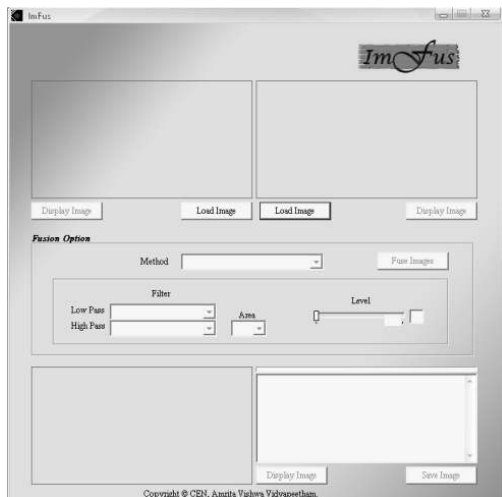 ImFus
ImFus
Display Image Load Image Load Image Display Image
Fusion Option
Method Fuse Images
Filter
Level
Low Pass
Area
High Pass
Display Image Save Image
Copyright © CEN, Amrita Vishwa Vidyapeetham.